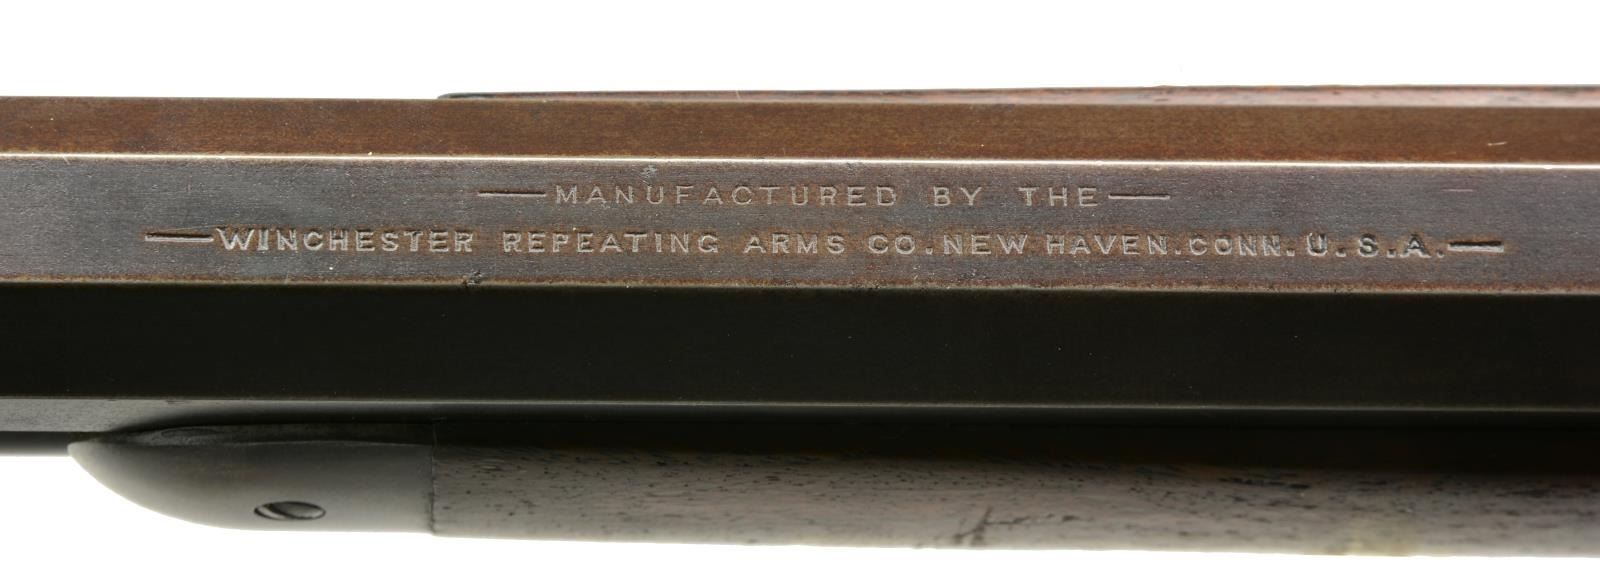 —MANUFACTURED BY THE—
—WINCHESTER REPEATING ARMS CO. NEW HAVEN. CONN. U.S.A.—